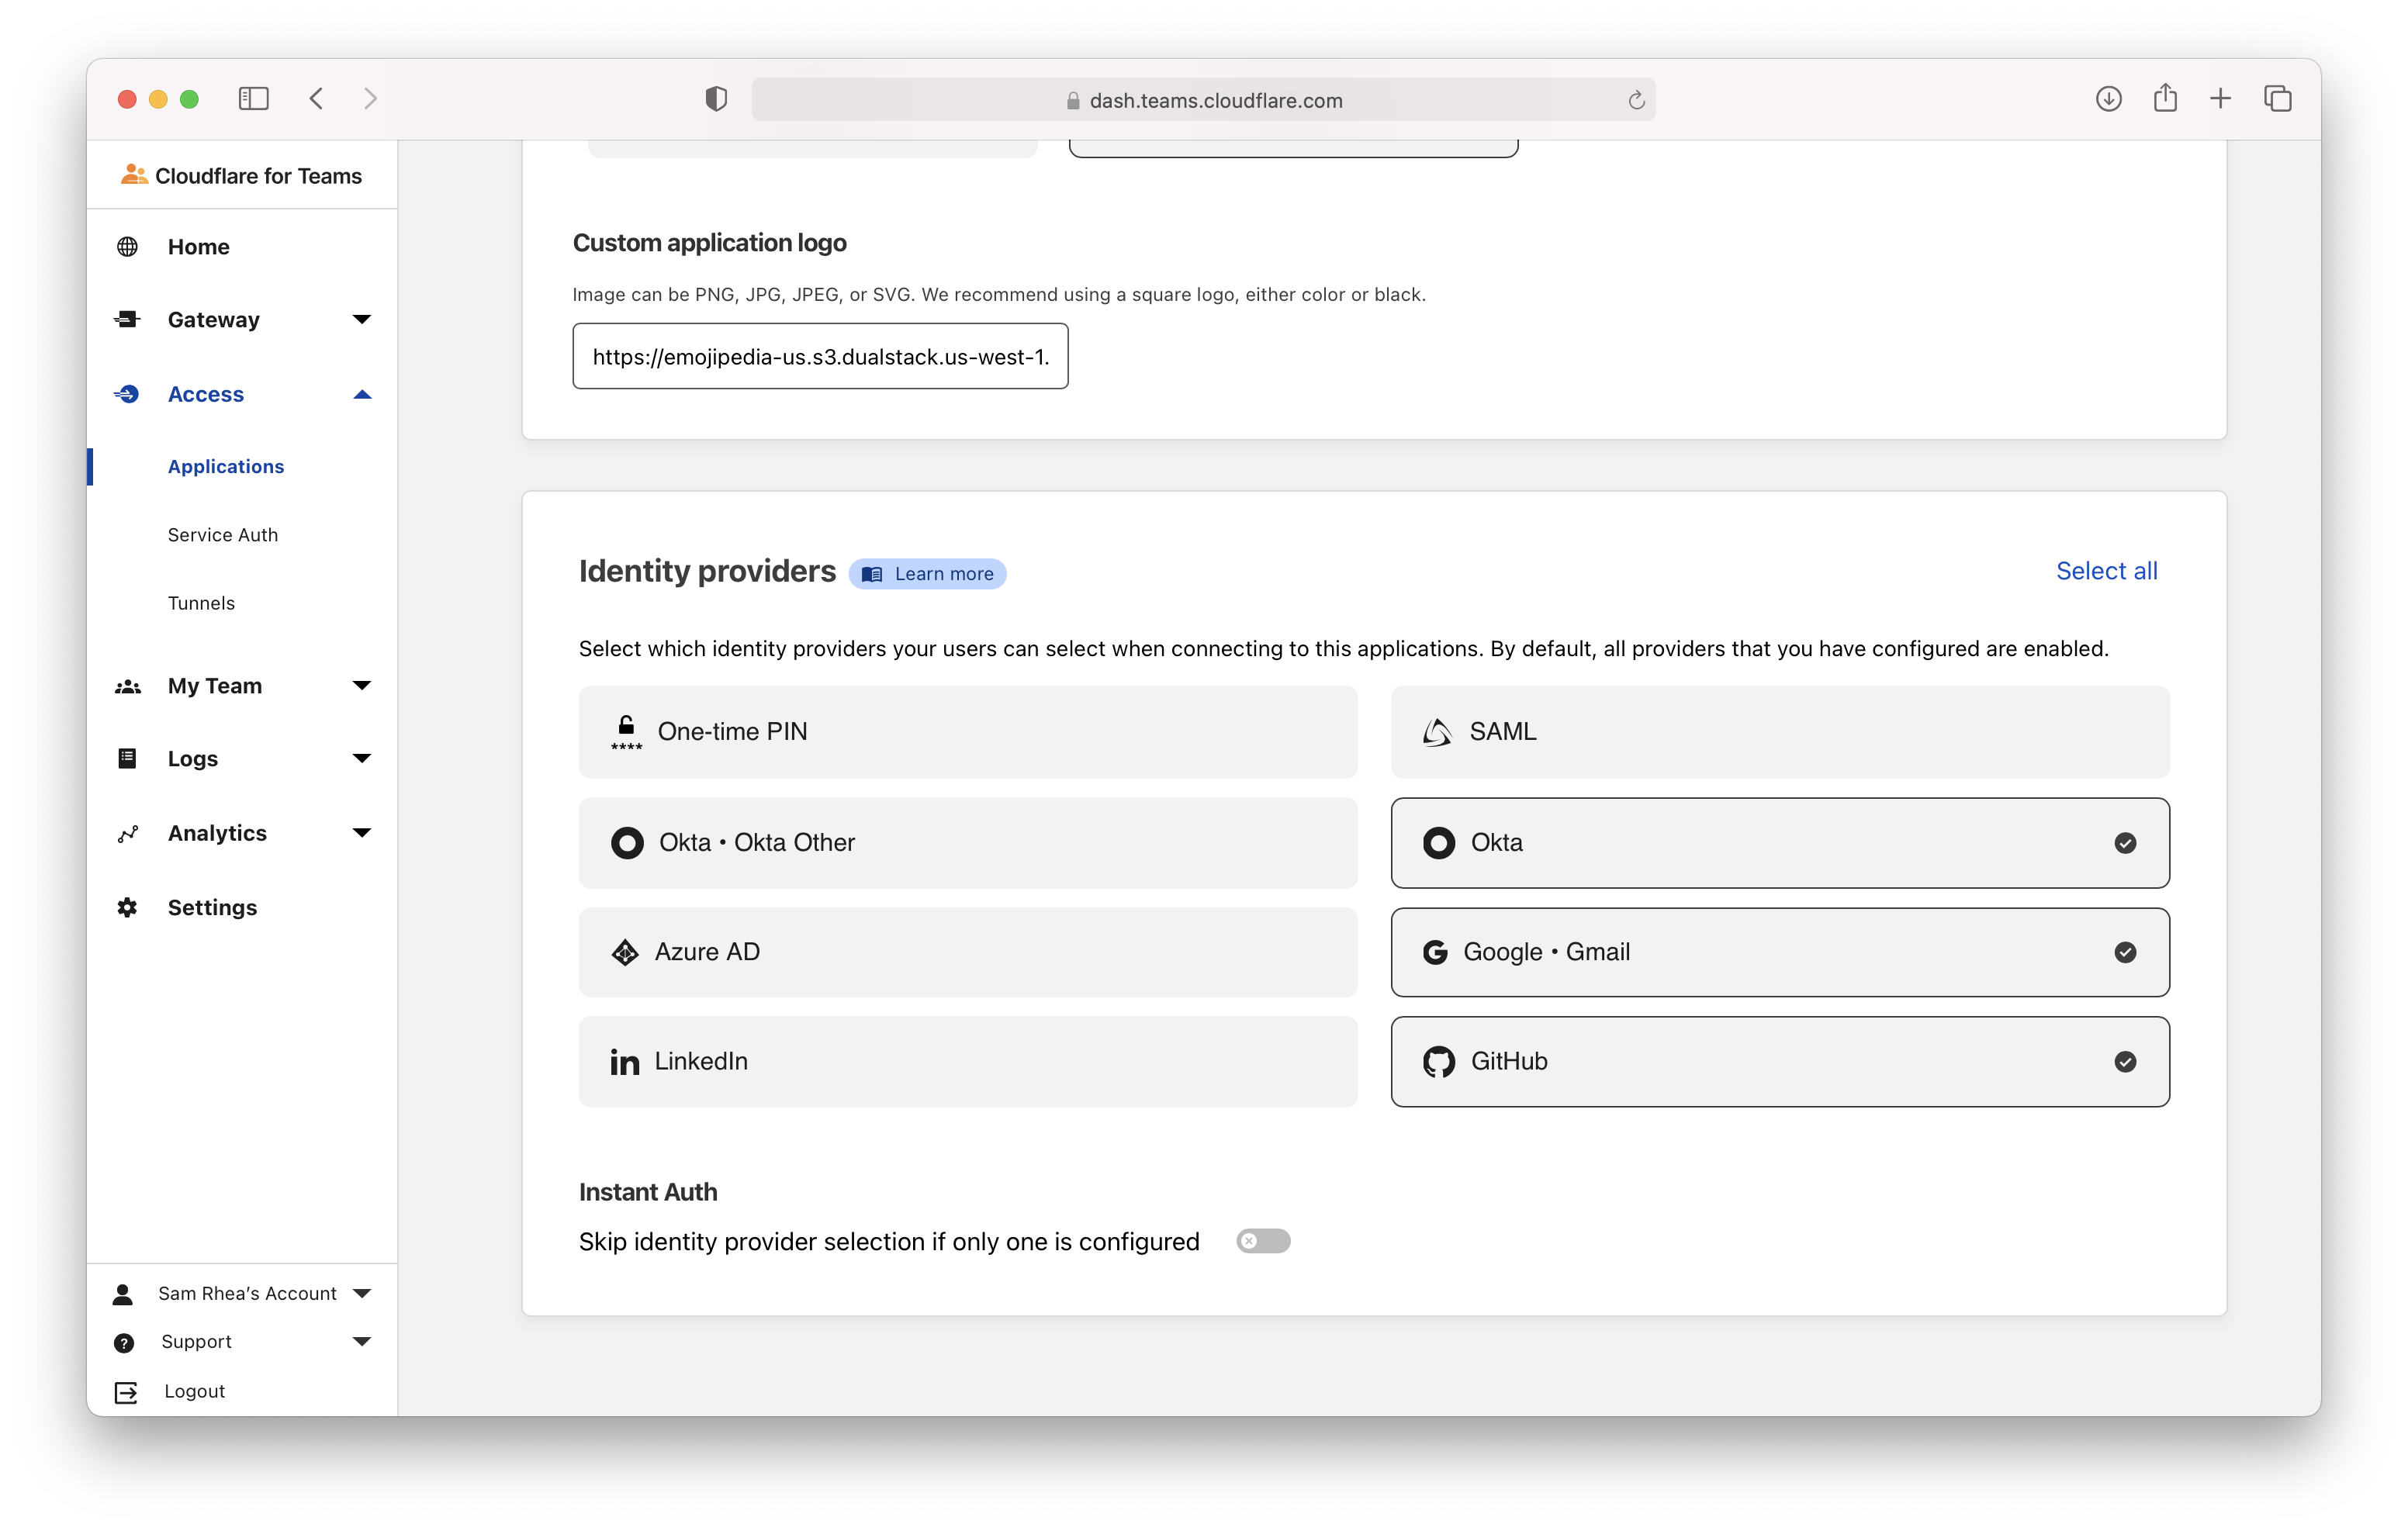 dash.teams.cloudflare.com
Cloudflare for Teams
Home
Gateway
Access
Applications
Service Auth
Tunnels
My Team
Logs
Analytics
Settings
Sam Rhea’s Account
Support
Logout
Custom application logo
Image can be PNG, JPG, JPEG, or SVG. We recommend using a square logo, either color or black.
https://emojipedia-us.s3.dualstack.us-west-1.
Identity providers
Learn more
Select all
Select which identity providers your users can select when connecting to this applications. By default, all providers that you have configured are enabled.
**** One-time PIN
SAML
Okta • Okta Other
Okta
Azure AD
Google • Gmail
in LinkedIn
GitHub
Instant Auth
Skip identity provider selection if only one is configured